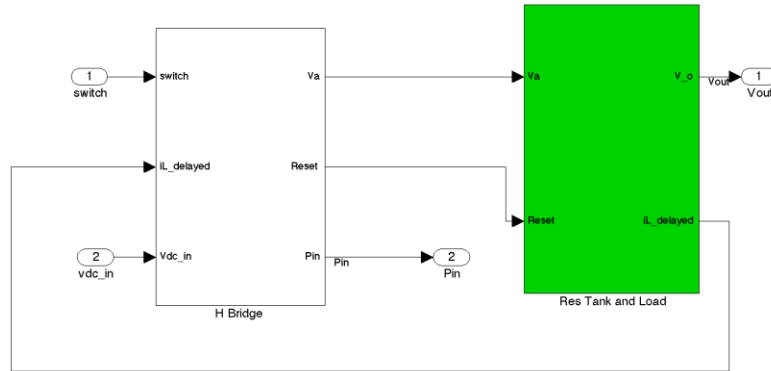 1
switch
switch
Va
Va
V_o
Vout
1
Vout
iL_delayed
Reset
Reset
iL_delayed
2
vdc_in
Vdc_in
Pin
Pin
2
Pin
H Bridge
Res Tank and Load